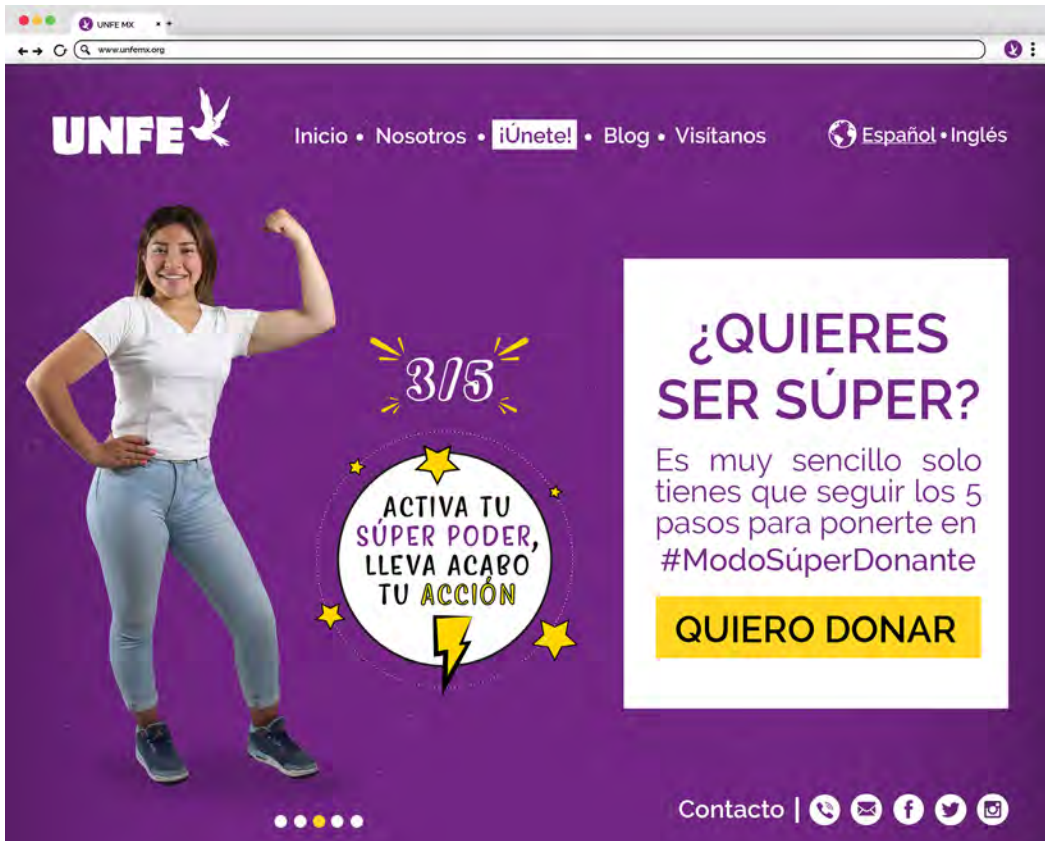 UNFE MX
www.unfemx.org
UNFE
Inicio • Nosotros • ¡Únete! • Blog • Visítanos
Español • Inglés
3/5
ACTIVA TU
SÚPER PODER,
LLEVA ACABO
TU ACCIÓN
¿QUIERES
SER SÚPER?
Es muy sencillo solo
tienes que seguir los 5
pasos para ponerte en
#ModoSúperDonante
QUIERO DONAR
Contacto |